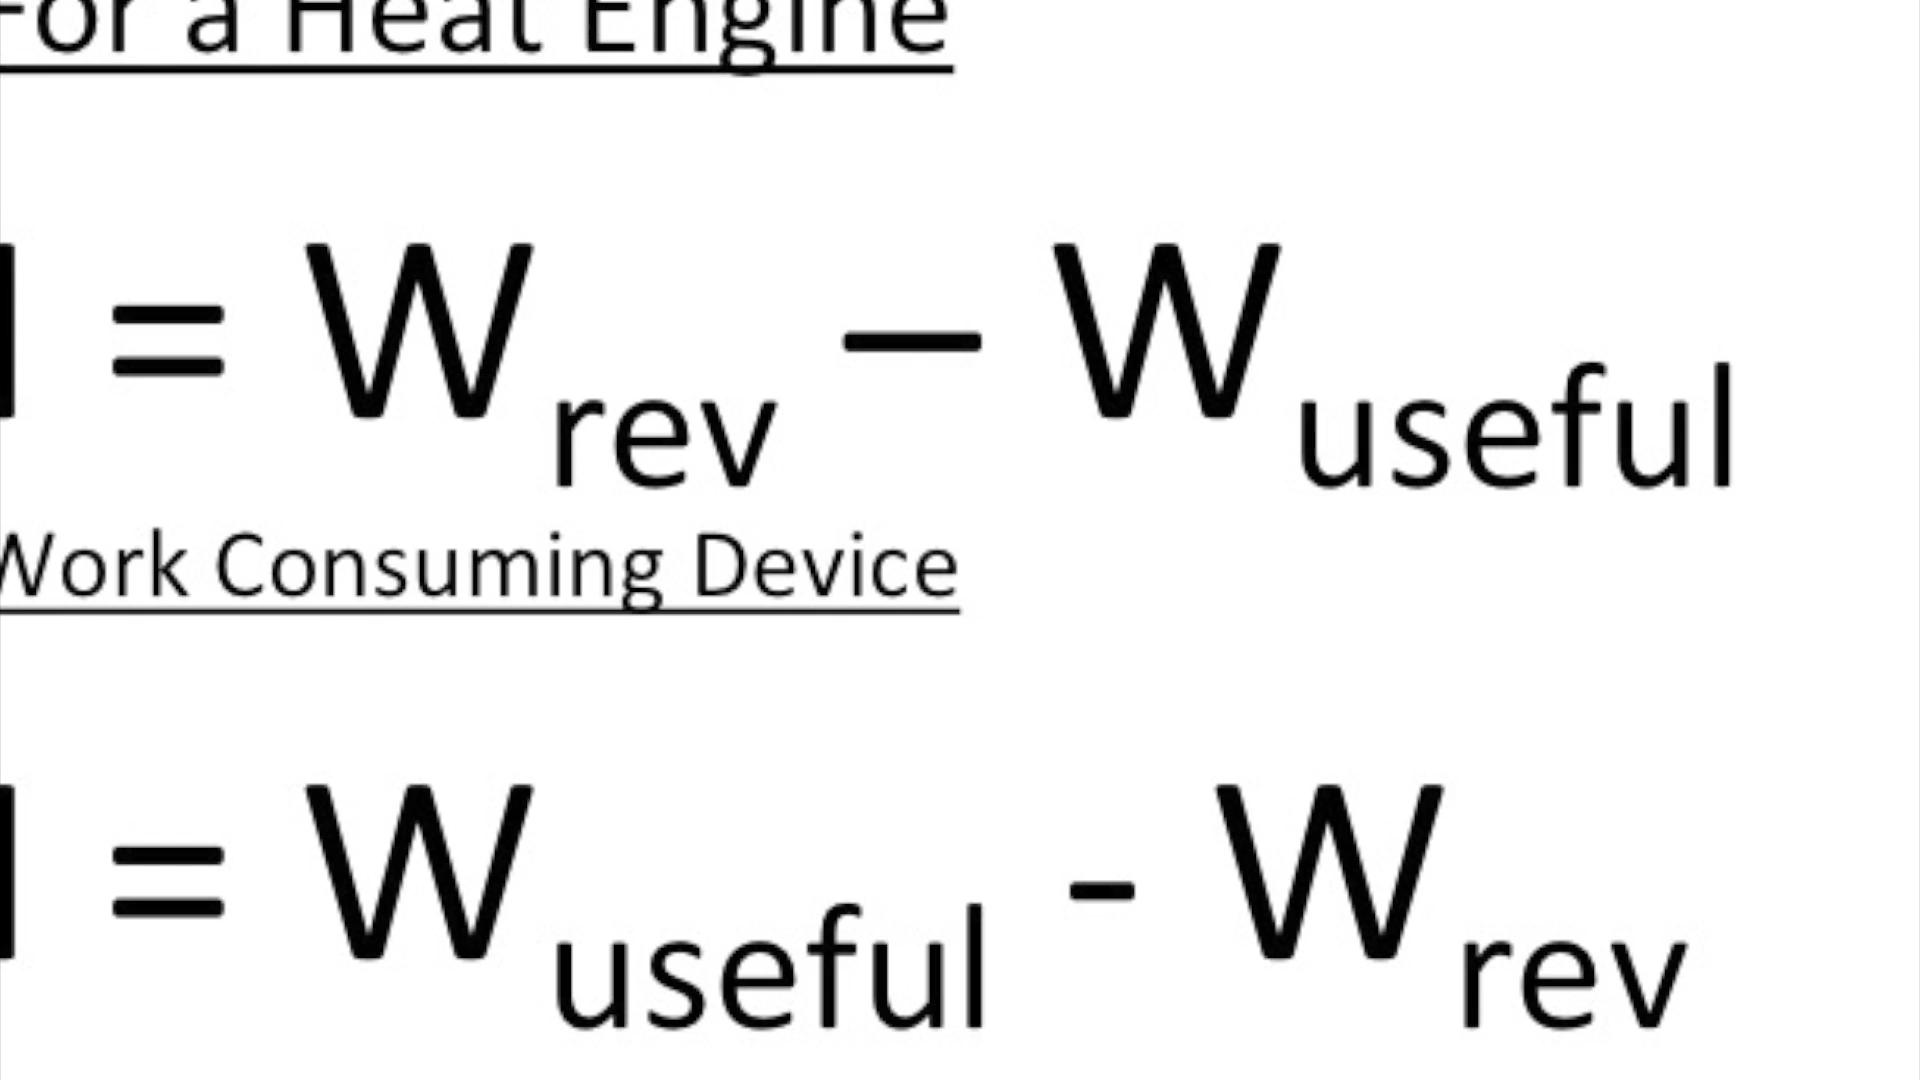 For a Heat Engine
I = Wrev – Wuseful
Work Consuming Device
I = Wuseful - Wrev